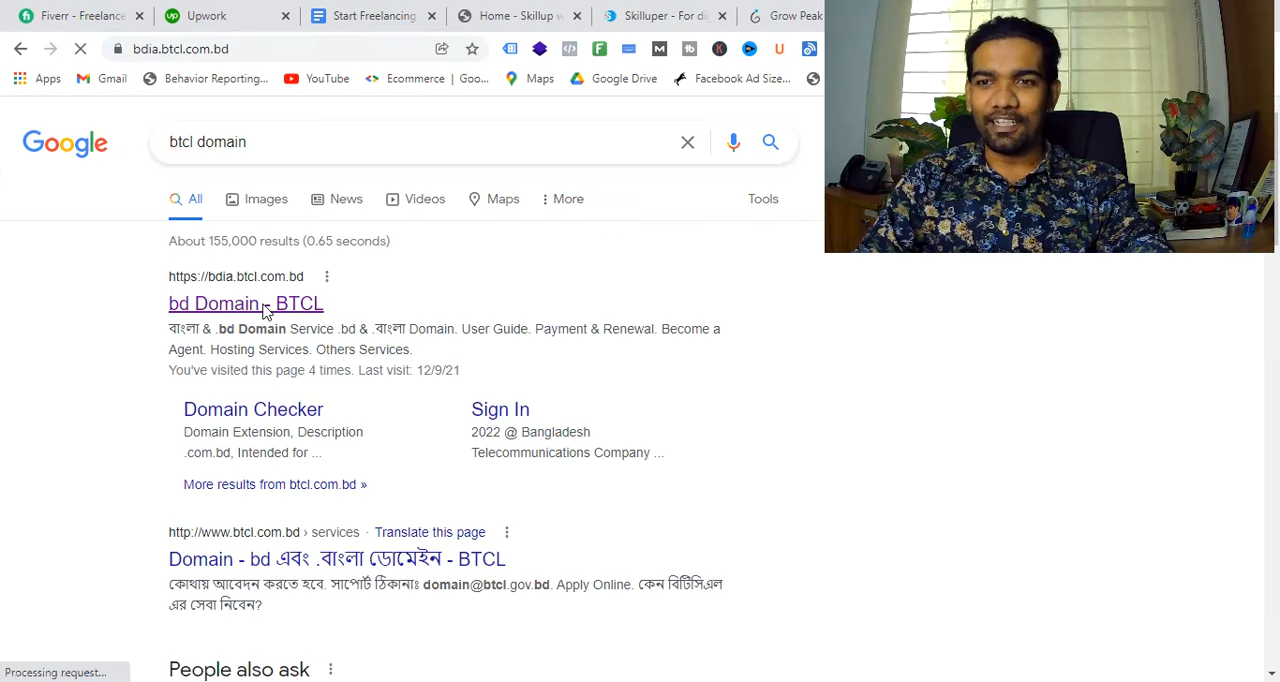 Fiverr - Freelance
Upwork
Start Freelancing
Home - Skillup w
Skilluper - For di
Grow Peak
bdia.btcl.com.bd
Apps
Gmail
Behavior Reporting...
YouTube
Ecommerce | Goo...
Maps
Google Drive
Facebook Ad Size...
Google
btcl domain
All
Images
News
Videos
Maps
More
Tools
About 155,000 results (0.65 seconds)
https://bdia.btcl.com.bd
bd Domain - BTCL
বাংলা & .bd Domain Service .bd & .বাংলা Domain. User Guide. Payment & Renewal. Become a
Agent. Hosting Services. Others Services.
You've visited this page 4 times. Last visit: 12/9/21
Domain Checker
Domain Extension, Description
.com.bd, Intended for ...
Sign In
2022 @ Bangladesh
Telecommunications Company ...
More results from btcl.com.bd »
http://www.btcl.com.bd › services · Translate this page
Domain - bd এবং .বাংলা ডোমেইন - BTCL
কোথায় আবেদন করতে হবে. সাপোর্ট ঠিকানাঃ domain@btcl.gov.bd. Apply Online. কেন বিটিসিএল
এর সেবা নিবেন?
People also ask
Processing request...